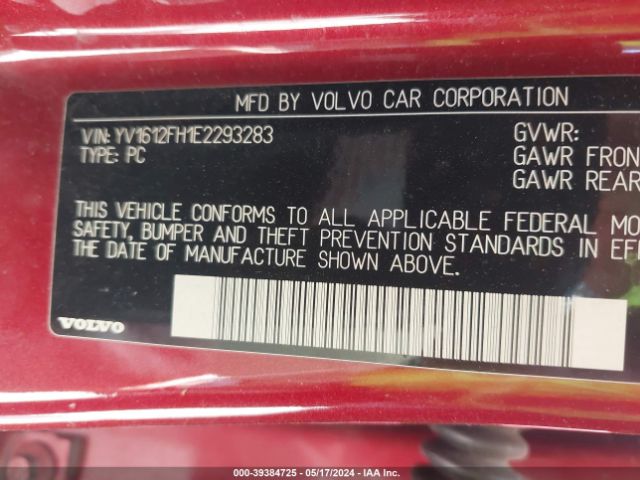 MFD BY VOLVO CAR CORPORATION
VIN: YV1612FH1E2293283
TYPE: PC
GVWR:
GAWR FRON
GAWR REAR
THIS VEHICLE CONFORMS TO ALL APPLICABLE FEDERAL MO
SAFETY, BUMPER AND THEFT PREVENTION STANDARDS IN EFF
THE DATE OF MANUFACTURE SHOWN ABOVE.
VOLVO
000-39384725 - 05/17/2024 - IAAI Inc.